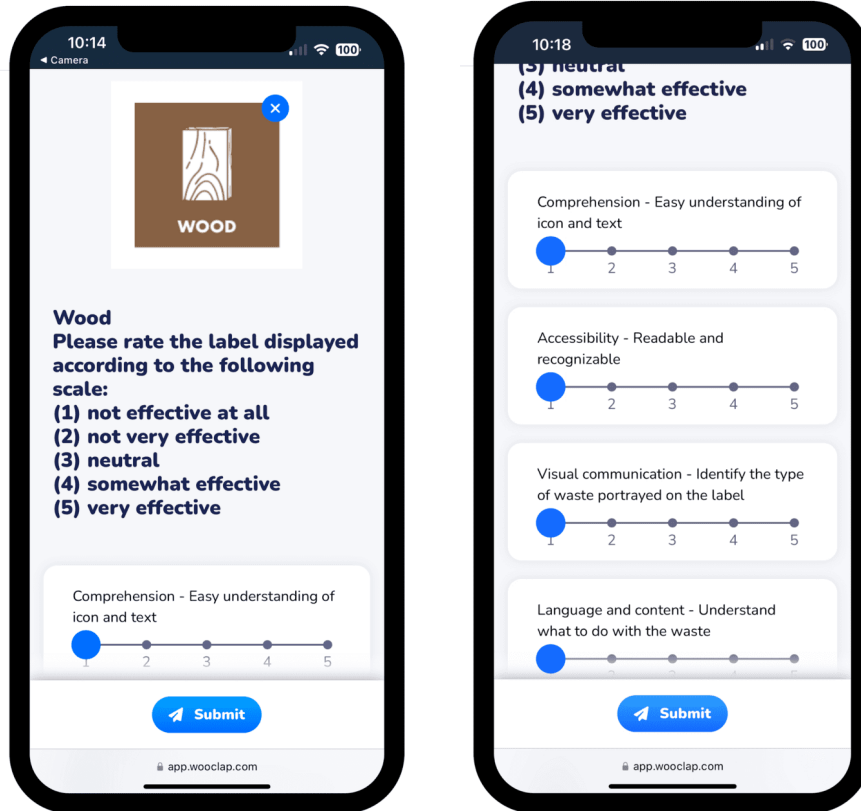 10:14
100
Camera
WOOD
Wood
Please rate the label displayed
according to the following
scale:
(1) not effective at all
(2) not very effective
(3) neutral
(4) somewhat effective
(5) very effective
Comprehension - Easy understanding of
icon and text
1 2 3 4 5
Submit
app.wooclap.com
10:18
100
(3) neutral
(4) somewhat effective
(5) very effective
Comprehension - Easy understanding of
icon and text
1 2 3 4 5
Accessibility - Readable and
recognizable
1 2 3 4 5
Visual communication - Identify the type
of waste portrayed on the label
1 2 3 4 5
Language and content - Understand
what to do with the waste
Submit
app.wooclap.com